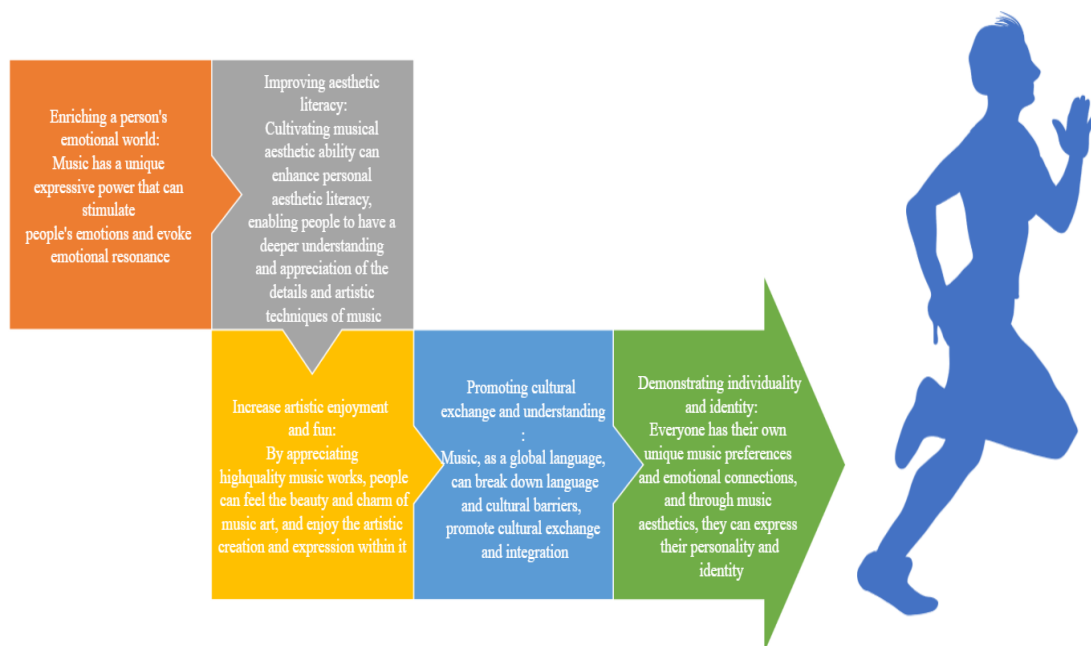 Enriching a person's
emotional world:
Music has a unique
expressive power that can
stimulate
people's emotions and evoke
emotional resonance
Improving aesthetic
literacy:
Cultivating musical
aesthetic ability can
enhance personal
aesthetic literacy,
enabling people to have a
deeper understanding
and appreciation of the
details and artistic
techniques of music
Increase artistic enjoyment
and fun:
By appreciating
highquality music works, people
can feel the beauty and charm of
music art, and enjoy the artistic
creation and expression within it
Promoting cultural
exchange and understanding
:
Music, as a global language,
can break down language
and cultural barriers,
promote cultural exchange
and integration
Demonstrating individuality
and identity:
Everyone has their own
unique music preferences
and emotional connections,
and through music
aesthetics, they can express
their personality and
identity